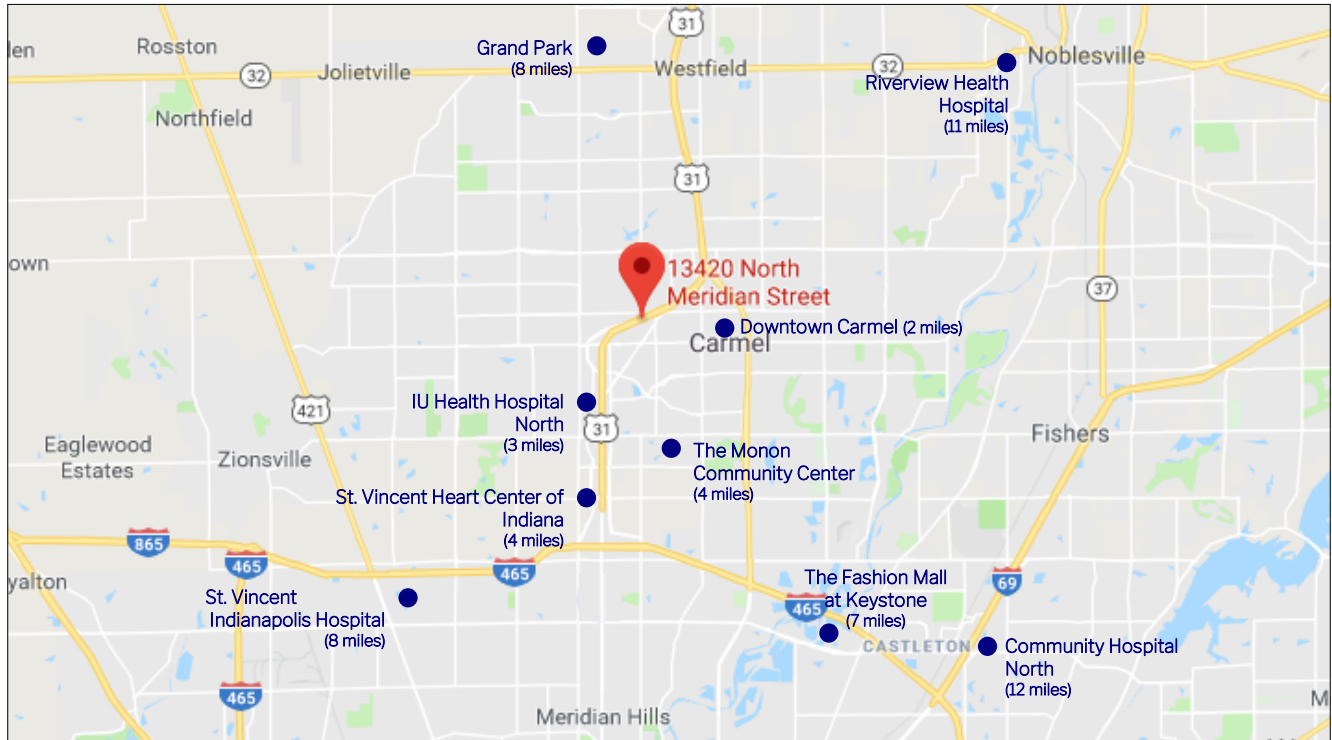 31
len
Rosston
Grand Park
(8 miles)
32
Jolietville
Westfield
32
Noblesville
Riverview Health
Hospital
(11 miles)
Northfield
31
own
13420 North
Meridian Street
37
Downtown Carmel (2 miles)
Carmel
421
IU Health Hospital
North
(3 miles)
31
Eaglewood
Estates
Zionsville
The Monon
Community Center
(4 miles)
Fishers
St. Vincent Heart Center of
Indiana
(4 miles)
865
465
465
yalton
St. Vincent
Indianapolis Hospital
(8 miles)
The Fashion Mall
at Keystone
(7 miles)
465
69
CASTLETON
Community Hospital
North
(12 miles)
465
Meridian Hills
M